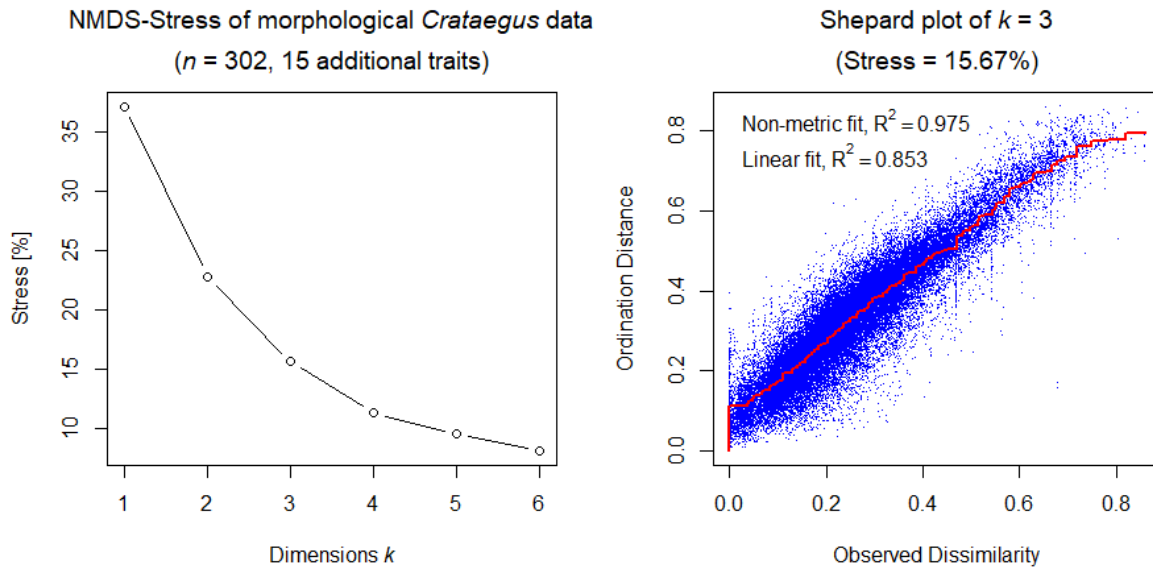 NMDS-Stress of morphological Crataegus data
(n = 302, 15 additional traits)
Stress [%]
35
30
25
20
15
10
1 2 3 4 5 6
Dimensions k
Shepard plot of k = 3
(Stress = 15.67%)
Non-metric fit, R² = 0.975
Linear fit, R² = 0.853
Ordination Distance
0.8
0.6
0.4
0.2
0.0
0.0 0.2 0.4 0.6 0.8
Observed Dissimilarity